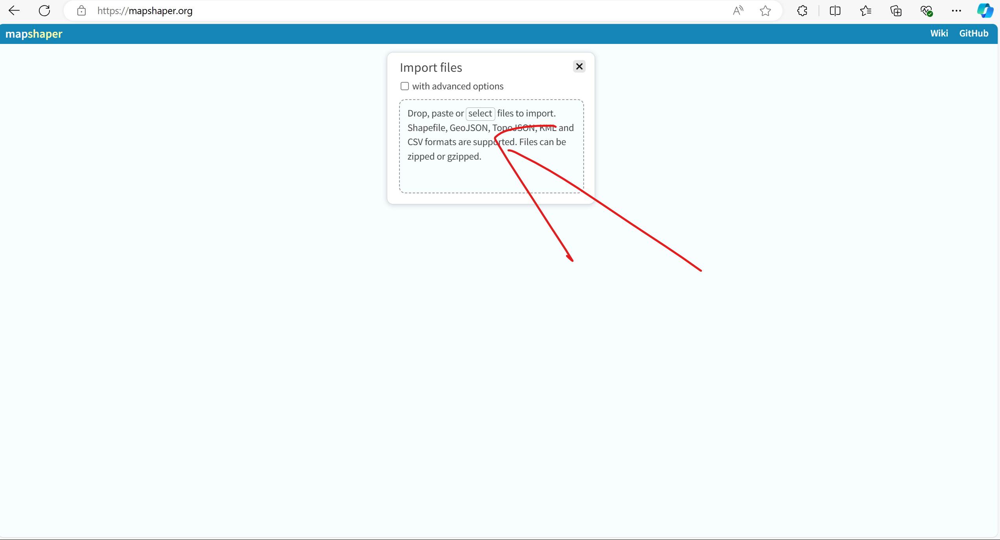 https://mapshaper.org
mapshaper
Wiki GitHub
Import files
with advanced options
Drop, paste or select files to import.
Shapefile, GeoJSON, TopoJSON, KML and
CSV formats are supported. Files can be
zipped or gzipped.